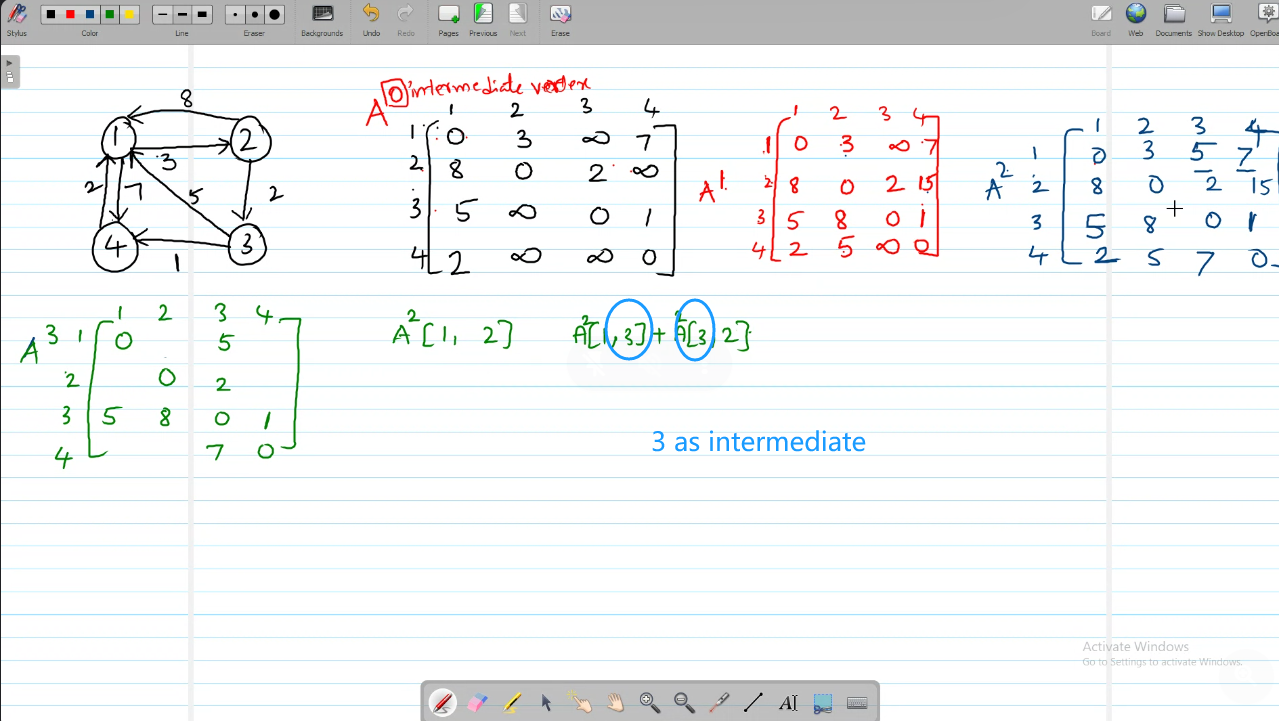 Stylus Color Line Eraser Backgrounds Undo Redo Pages Previous Next Erase Board Web Documents Show Desktop OpenBoa
8
1 2
3
2 7 5 2
4 3
1
A 0 intermediate vertex
1 2 3 4
1 0 3 ∞ 7
2 8 0 2 ∞
3 5 ∞ 0 1
4 2 ∞ ∞ 0
A1
1 2 3 4
1 0 3 ∞ 7
2 8 0 2 15
3 5 8 0 1
4 2 5 ∞ 0
A2
1 2 3 4
1 0 3 5 7
2 8 0 2 15
3 5 8 0 1
4 2 5 7 0
A3
1 2 3 4
1 0 5
2 0 2
3 5 8 0 1
4 7 0
A2[1, 2] A2[1,3] + A2[3,2]
3 as intermediate
Activate Windows
Go to Settings to activate Windows.